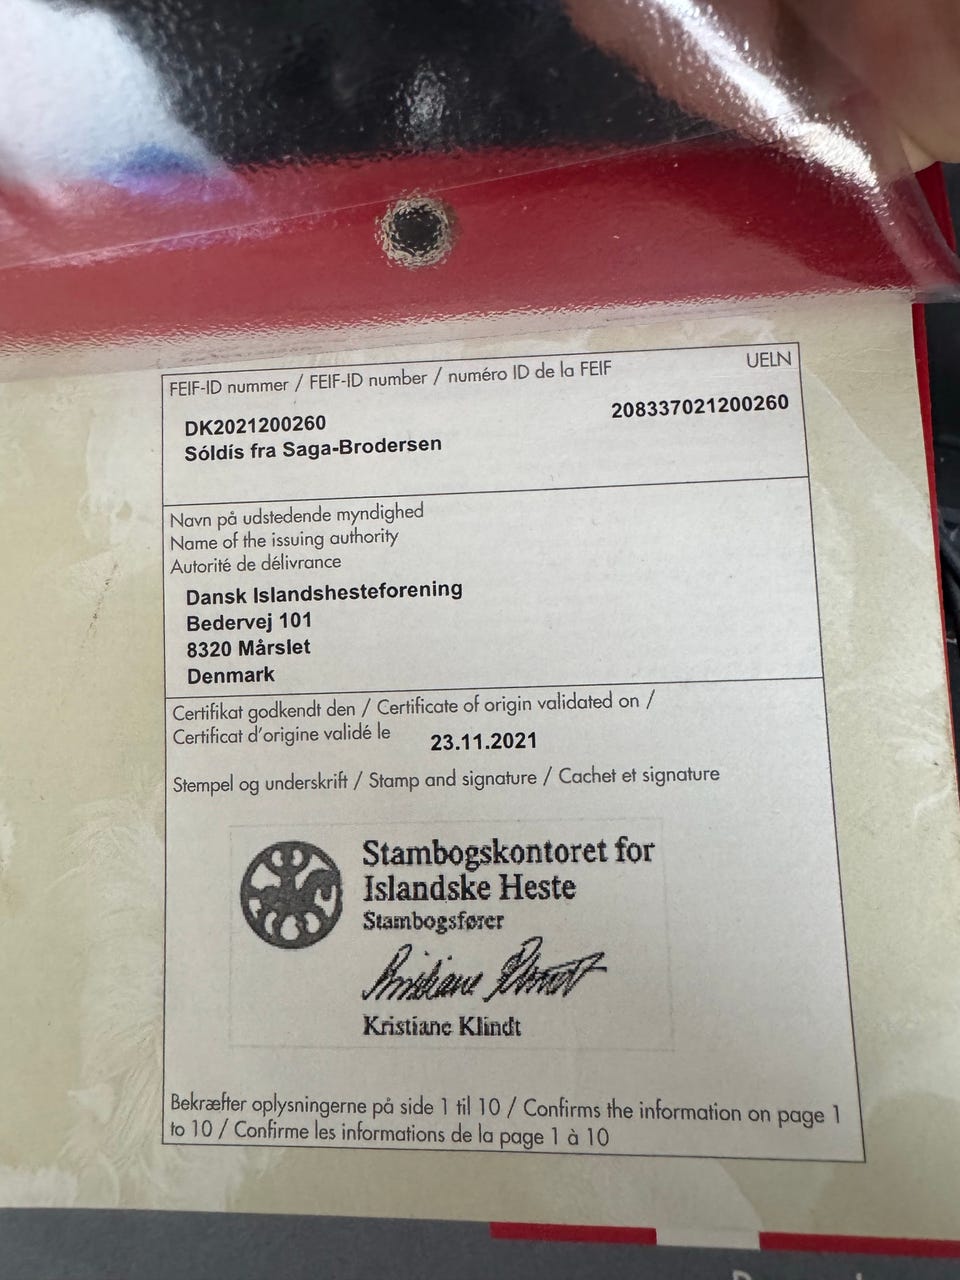 FEIF-ID nummer / FEIF-ID number / numéro ID de la FEIF UELN
DK2021200260 208337021200260
Sóldís fra Saga-Brodersen
Navn på udstedende myndighed
Name of the issuing authority
Autorité de délivrance
Dansk Islandshesteforening
Bedervej 101
8320 Mårslet
Denmark
Certifikat godkendt den / Certificate of origin validated on /
Certificat d'origine validé le 23.11.2021
Stempel og underskrift / Stamp and signature / Cachet et signature
Stambogskontoret for
Islandske Heste
Stambogsfører
Kristiane Klindt
Kristiane Klindt
Bekræfter oplysningerne på side 1 til 10 / Confirms the information on page 1
to 10 / Confirme les informations de la page 1 à 10